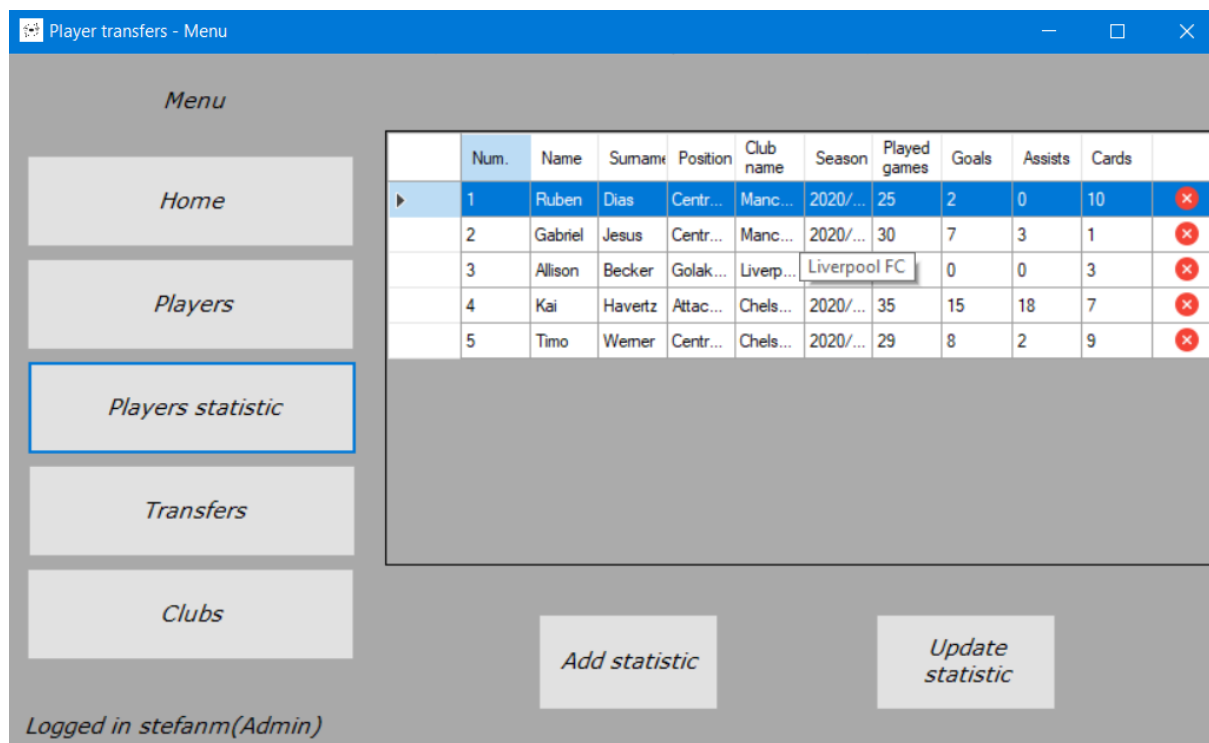 Player transfers - Menu
Menu
Home
Players
Players statistic
Transfers
Clubs
Logged in stefanm(Admin)
Num. Name Surname Position Club name Season Played games Goals Assists Cards
1 Ruben Dias Centr... Manc... 2020/... 25 2 0 10
2 Gabriel Jesus Centr... Manc... 2020/... 30 7 3 1
3 Allison Becker Golak... Liverp... Liverpool FC 0 0 3
4 Kai Havertz Attac... Chels... 2020/... 35 15 18 7
5 Timo Werner Centr... Chels... 2020/... 29 8 2 9
Add statistic
Update
statistic